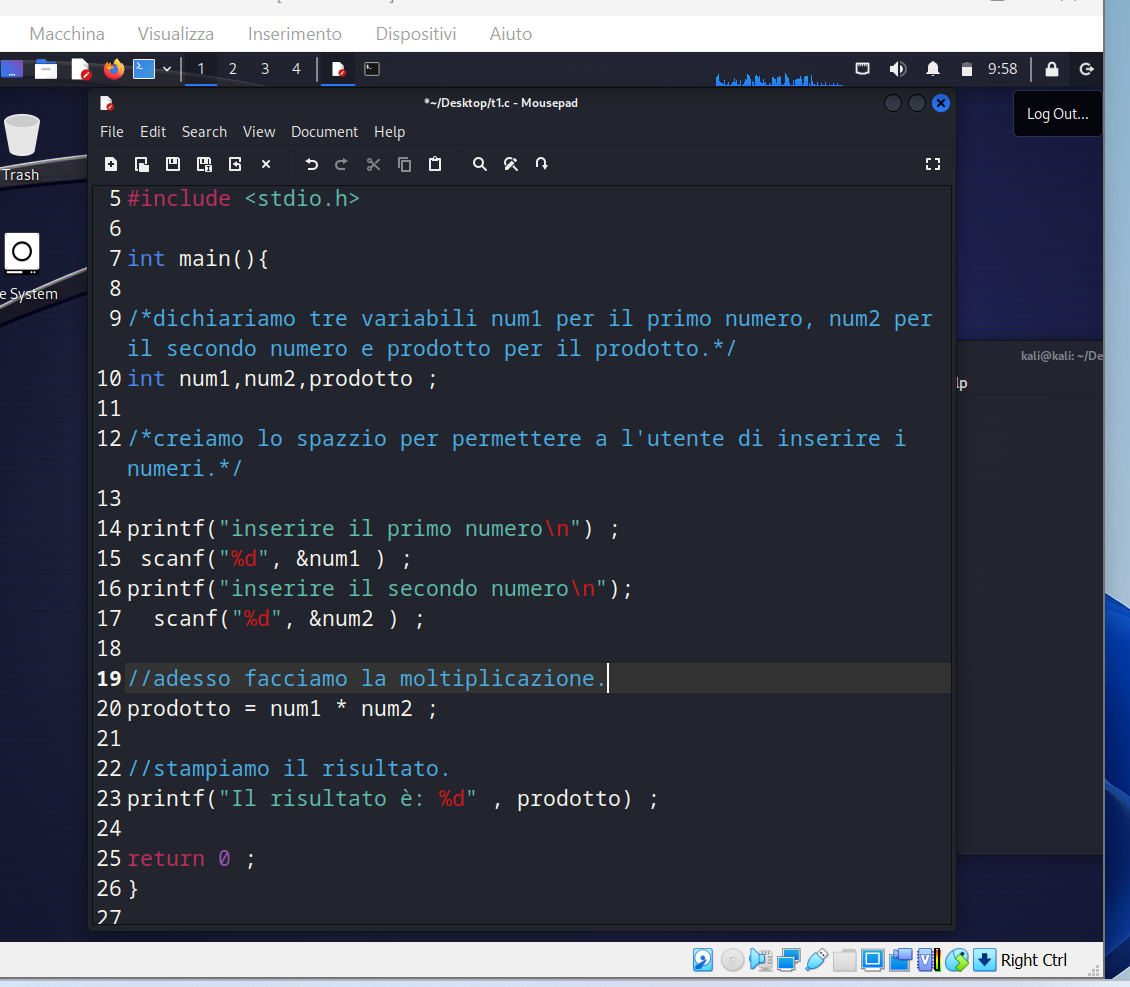 Macchina Visualizza Inserimento Dispositivi Aiuto
1 2 3 4 9:58
*~/Desktop/t1.c - Mousepad
Log Out...
File Edit Search View Document Help
Trash
e System
kali@kali: ~/De
lp
5 #include <stdio.h>
6
7 int main(){
8
9 /*dichiariamo tre variabili num1 per il primo numero, num2 per
il secondo numero e prodotto per il prodotto.*/
10 int num1,num2,prodotto ;
11
12 /*creiamo lo spazzio per permettere a l'utente di inserire i
numeri.*/
13
14 printf("inserire il primo numero\n") ;
15  scanf("%d", &num1 ) ;
16 printf("inserire il secondo numero\n");
17   scanf("%d", &num2 ) ;
18
19 //adesso facciamo la moltiplicazione.
20 prodotto = num1 * num2 ;
21
22 //stampiamo il risultato.
23 printf("Il risultato è: %d" , prodotto) ;
24
25 return 0 ;
26 }
27
Right Ctrl